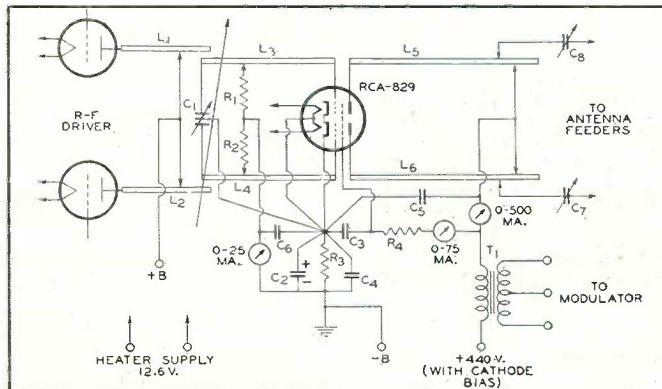 L1
L3
L5
C8
RCA-829
R-F
DRIVER
C1
R1
R2
TO
ANTENNA
FEEDERS
L2
L4
L6
C7
C5
0-500
MA.
+B
0-25
MA.
C6
C3
R4
0-75
MA.
T1
C2
+
-
R3
C4
TO
MODULATOR
HEATER SUPPLY
12.6 V.
-B
+440 V.
(WITH CATHODE
BIAS)